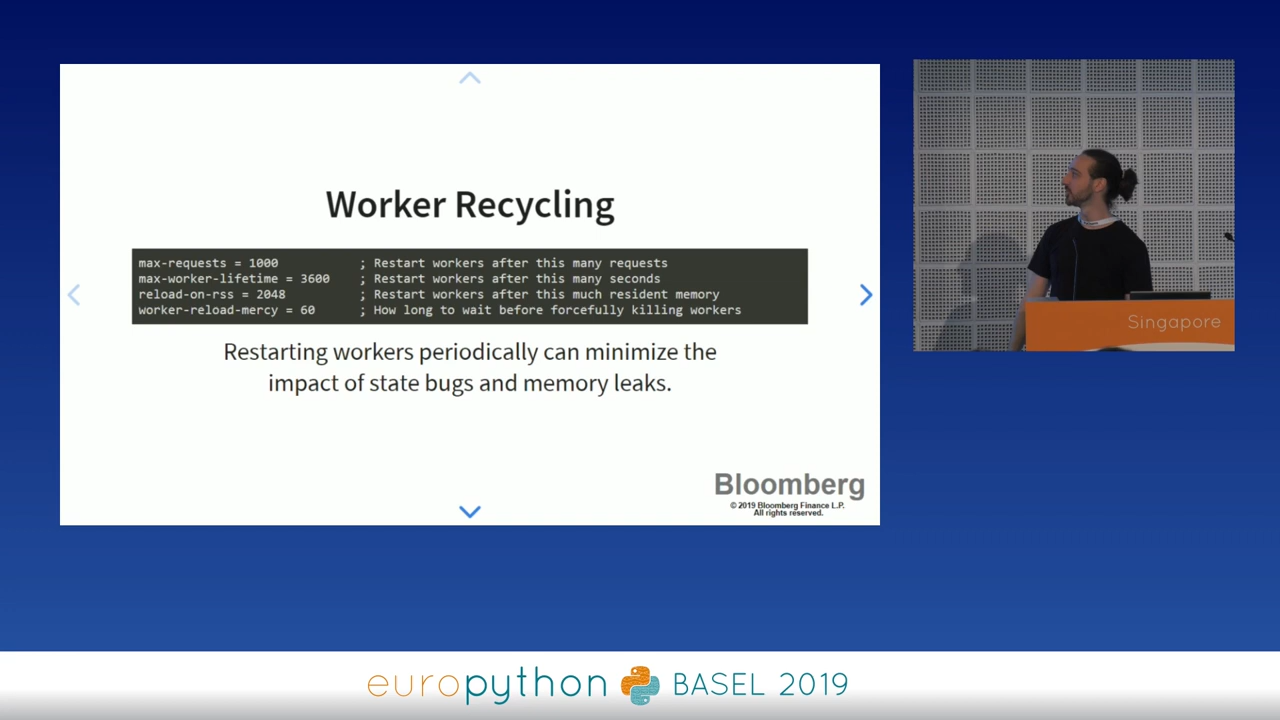 Worker Recycling
max-requests = 1000 ; Restart workers after this many requests
max-worker-lifetime = 3600 ; Restart workers after this many seconds
reload-on-rss = 2048 ; Restart workers after this much resident memory
worker-reload-mercy = 60 ; How long to wait before forcefully killing workers
Restarting workers periodically can minimize the
impact of state bugs and memory leaks.
Bloomberg
© 2019 Bloomberg Finance L.P.
All rights reserved.
Singapore
europython BASEL 2019